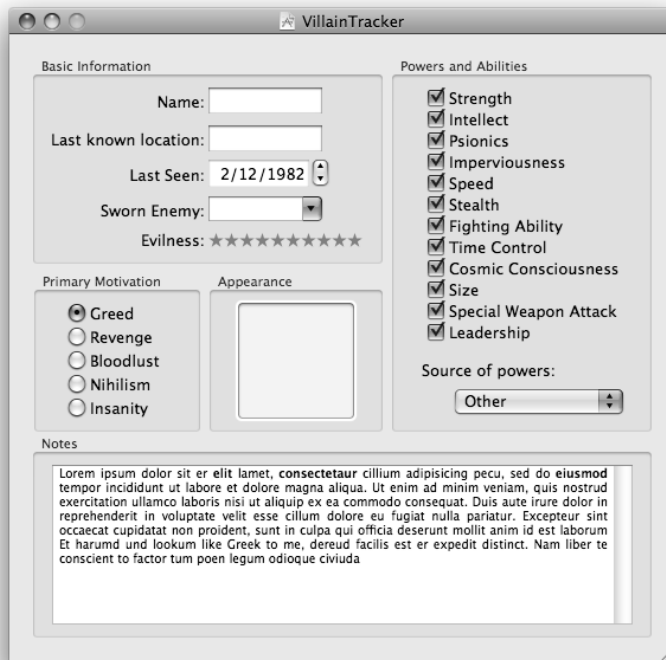 VillainTracker
Basic Information
Name:
Last known location:
Last Seen: 2/12/1982
Sworn Enemy:
Evilness: ★★★★★★★★★★
Powers and Abilities
Strength
Intellect
Psionics
Imperviousness
Speed
Stealth
Fighting Ability
Time Control
Cosmic Consciousness
Size
Special Weapon Attack
Leadership
Source of powers:
Other
Primary Motivation
Greed
Revenge
Bloodlust
Nihilism
Insanity
Appearance
Notes
Lorem ipsum dolor sit er elit lamet, consectetaur cillium adipisicing pecu, sed do eiusmod
tempor incididunt ut labore et dolore magna aliqua. Ut enim ad minim veniam, quis nostrud
exercitation ullamco laboris nisi ut aliquip ex ea commodo consequat. Duis aute irure dolor in
reprehenderit in voluptate velit esse cillum dolore eu fugiat nulla pariatur. Excepteur sint
occaecat cupidatat non proident, sunt in culpa qui officia deserunt mollit anim id est laborum
Et harumd und lookum like Greek to me, dereud facilis est er expedit distinct. Nam liber te
conscient to factor tum poen legum odioque civiuda